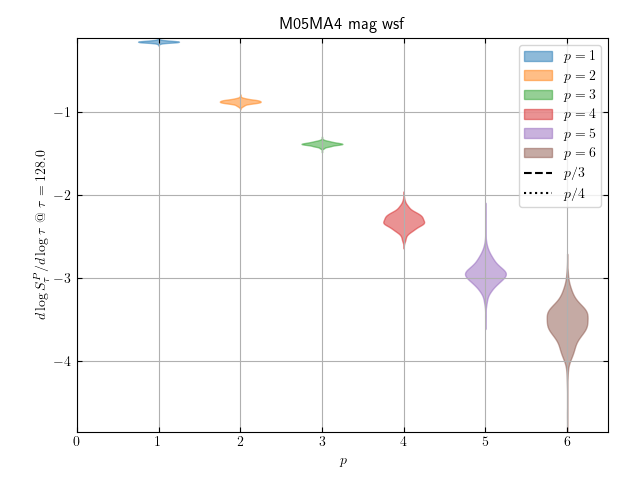 M05MA4 mag wsf
d log S_τ^P / d log τ @ τ = 128.0
−1
−2
−3
−4
0 1 2 3 4 5 6
p
p = 1
p = 2
p = 3
p = 4
p = 5
p = 6
p/3
p/4